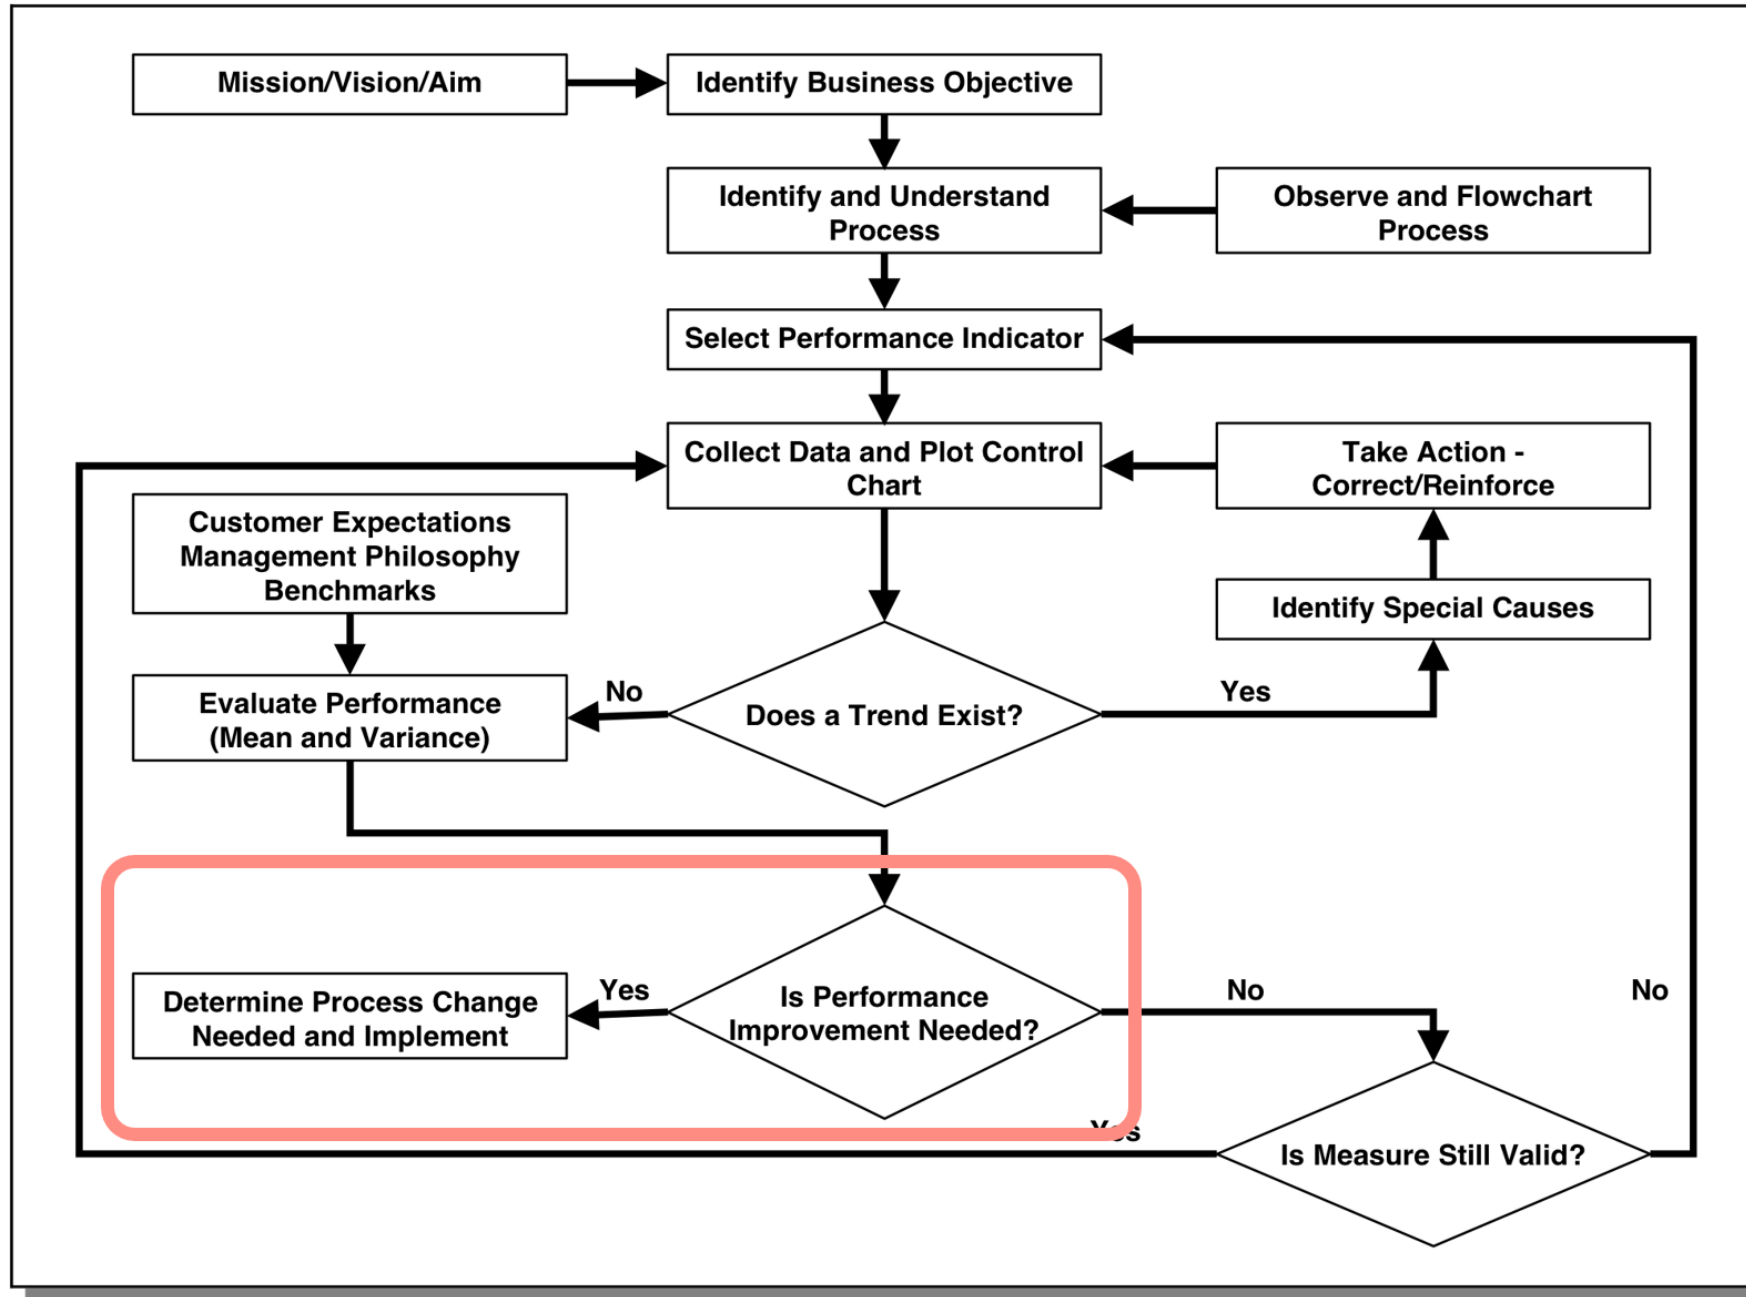 Mission/Vision/Aim
Identify Business Objective
Identify and Understand
Process
Observe and Flowchart
Process
Select Performance Indicator
Collect Data and Plot Control
Chart
Take Action -
Correct/Reinforce
Customer Expectations
Management Philosophy
Benchmarks
Identify Special Causes
Evaluate Performance
(Mean and Variance)
No
Does a Trend Exist?
Yes
Determine Process Change
Needed and Implement
Yes
Is Performance
Improvement Needed?
No
No
Yes
Is Measure Still Valid?